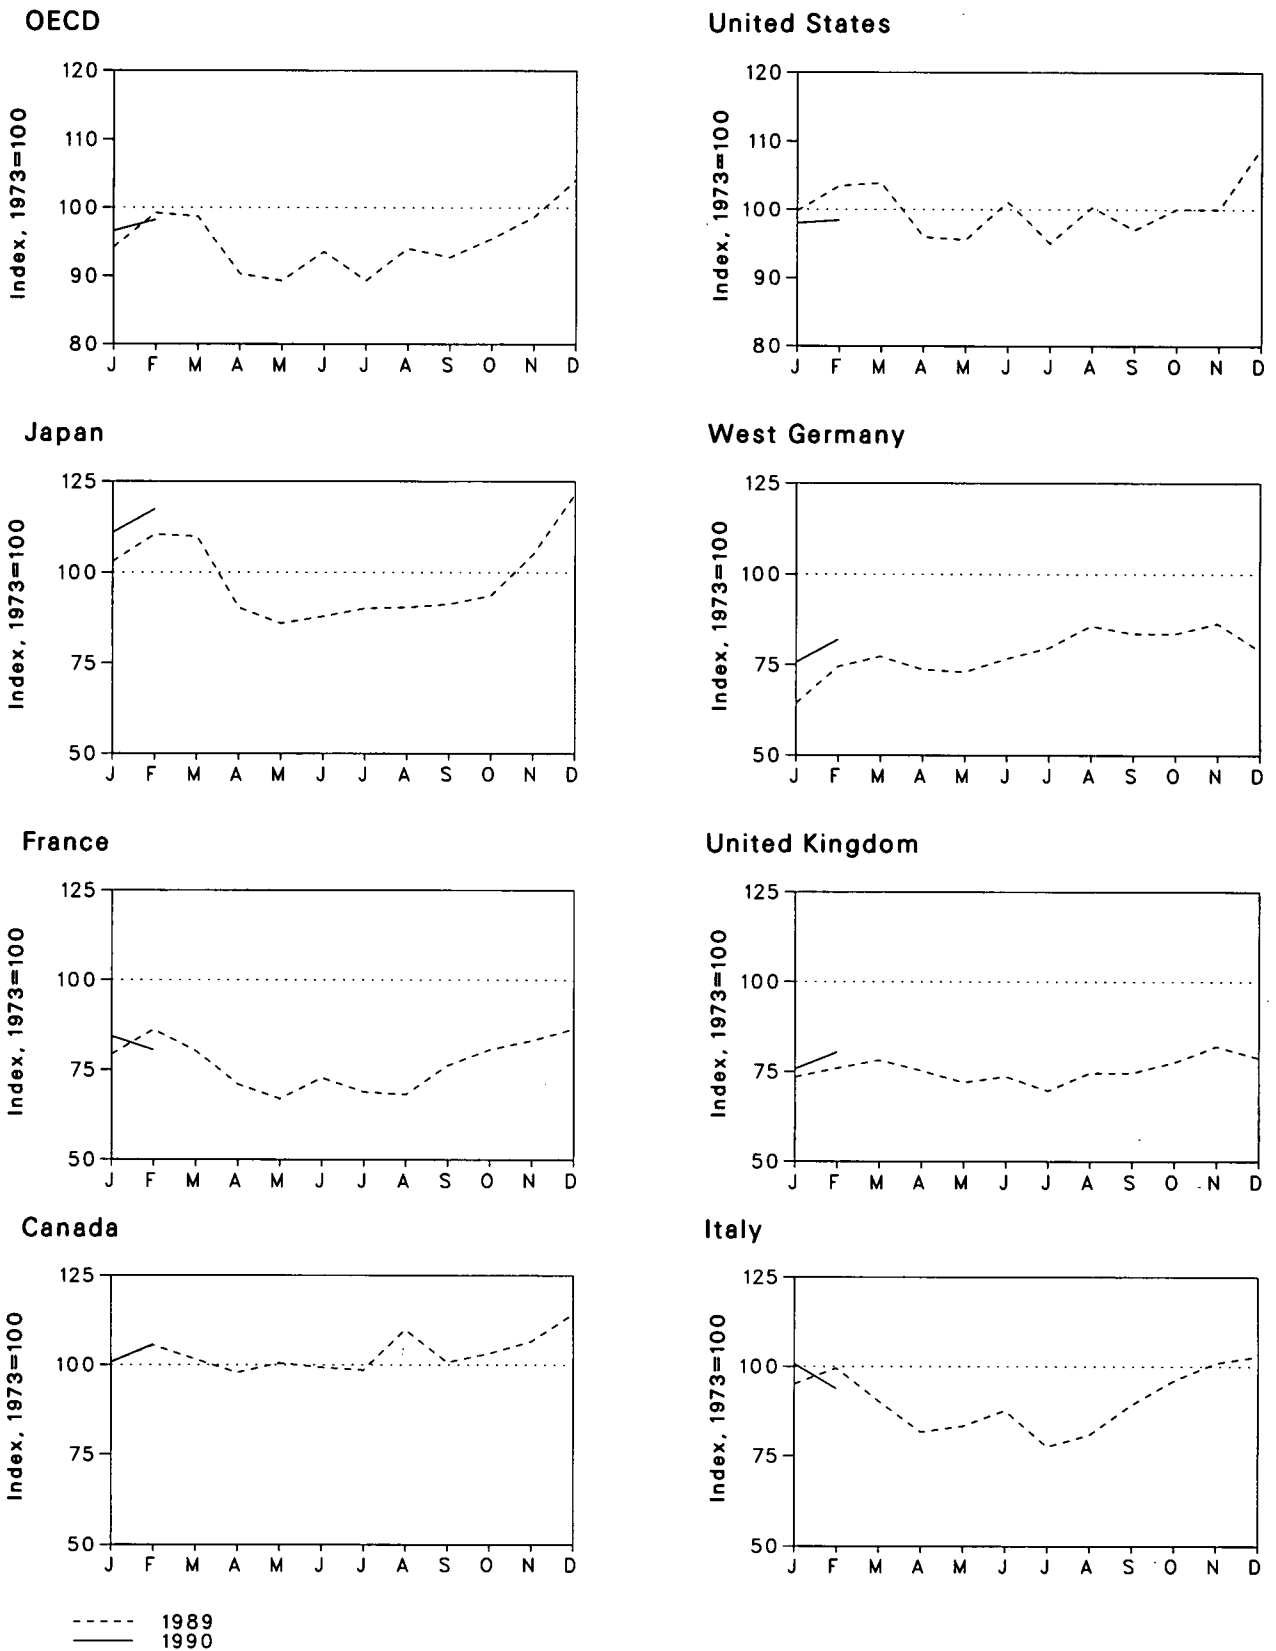 OECD
Index, 1973=100
120
110
100
90
80
J F M A M J J A S O N D
United States
Index, 1973=100
120
110
100
90
80
J F M A M J J A S O N D
Japan
Index, 1973=100
125
100
75
50
J F M A M J J A S O N D
West Germany
Index, 1973=100
125
100
75
50
J F M A M J J A S O N D
France
Index, 1973=100
125
100
75
50
J F M A M J J A S O N D
United Kingdom
Index, 1973=100
125
100
75
50
J F M A M J J A S O N D
Canada
Index, 1973=100
125
100
75
50
J F M A M J J A S O N D
Italy
Index, 1973=100
125
100
75
50
J F M A M J J A S O N D
1989
1990